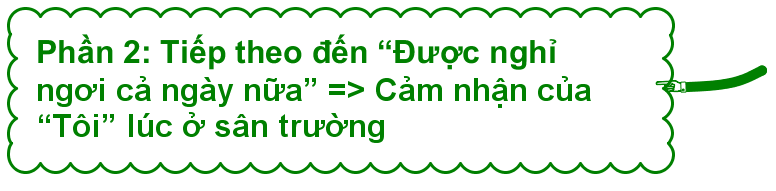 Phần 2: Tiếp theo đến “Được nghỉ
ngơi cả ngày nữa” => Cảm nhận của
“Tôi” lúc ở sân trường